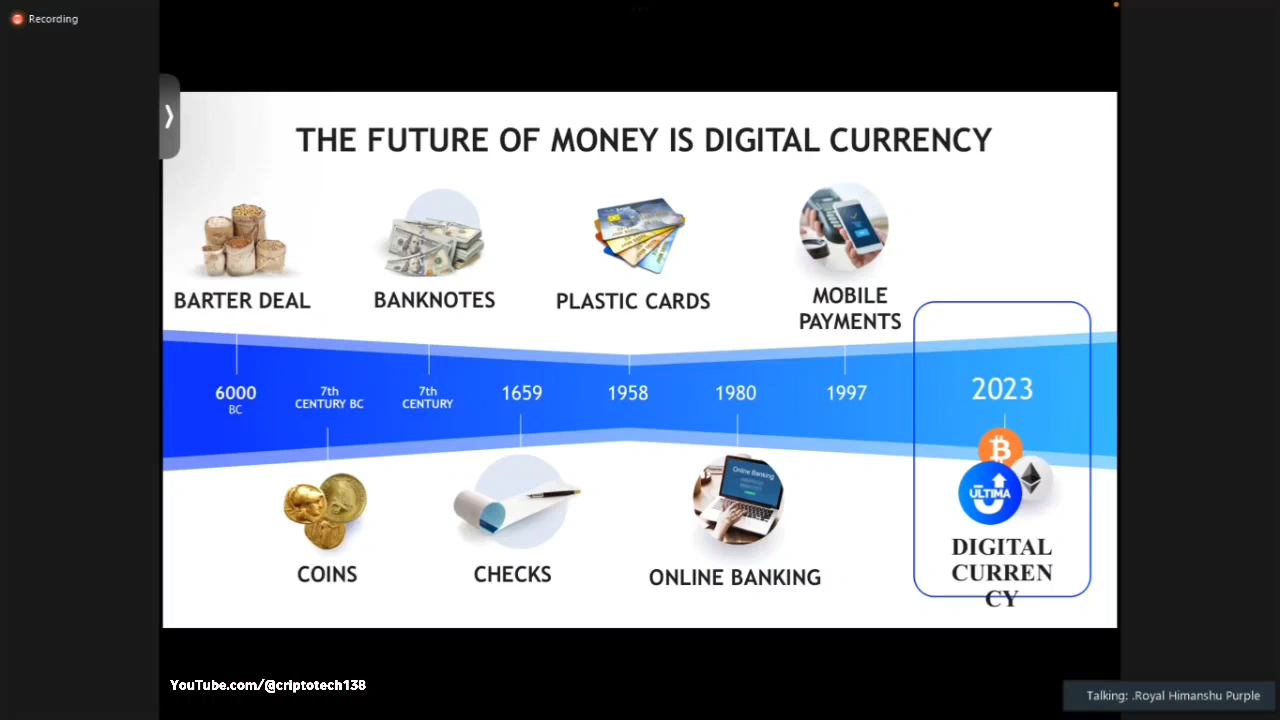 Recording
THE FUTURE OF MONEY IS DIGITAL CURRENCY
BARTER DEAL
BANKNOTES
PLASTIC CARDS
MOBILE
PAYMENTS
6000
BC
7th
CENTURY BC
7th
CENTURY
1659
1958
1980
1997
2023
ULTIMA
Online Banking
COINS
CHECKS
ONLINE BANKING
DIGITAL
CURREN
CY
YouTube.com/@criptotech138
Talking: .Royal Himanshu Purple